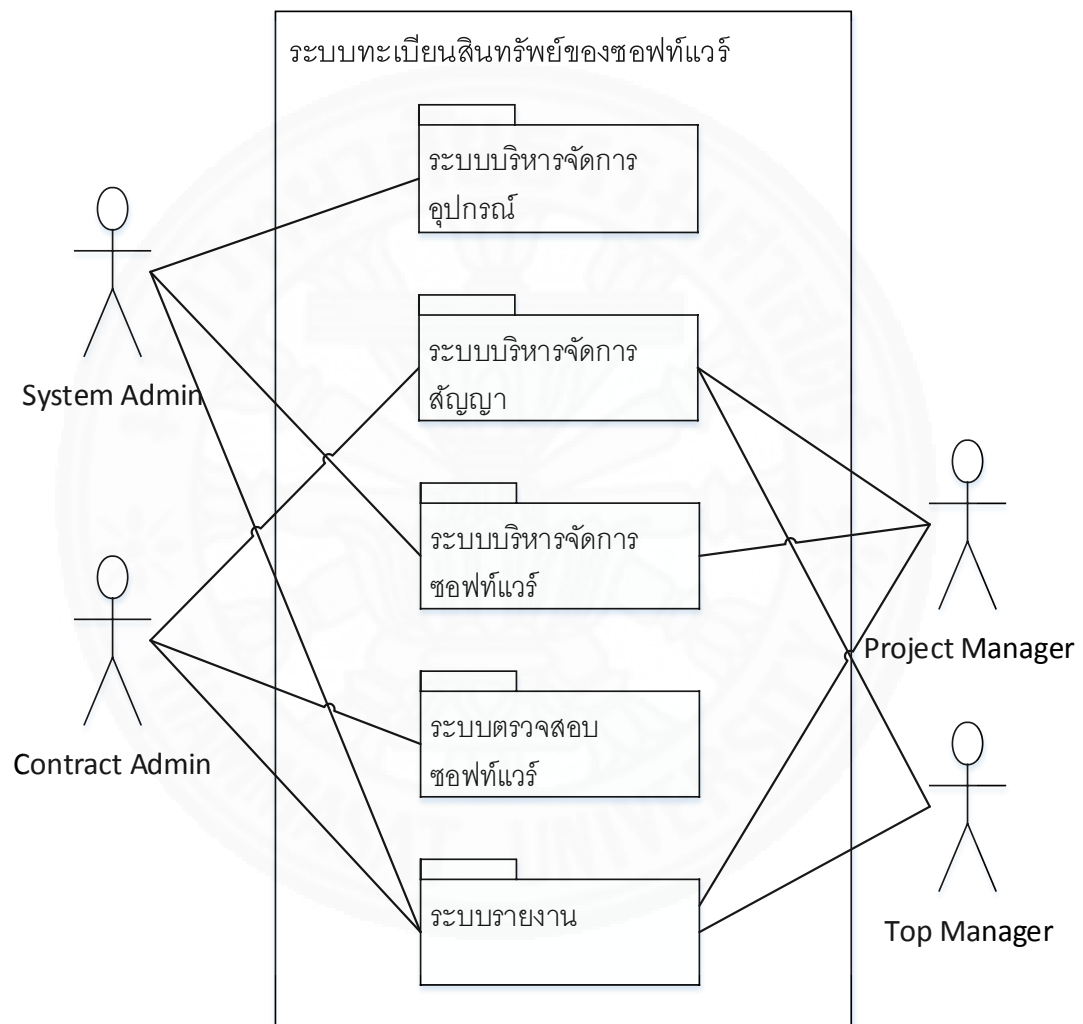 ระบบทะเบียนสินทรัพย์ของซอฟท์แวร์
ระบบบริหารจัดการ
อุปกรณ์
System Admin
ระบบบริหารจัดการ
สัญญา
ระบบบริหารจัดการ
ซอฟท์แวร์
Project Manager
Contract Admin
ระบบตรวจสอบ
ซอฟท์แวร์
ระบบรายงาน
Top Manager